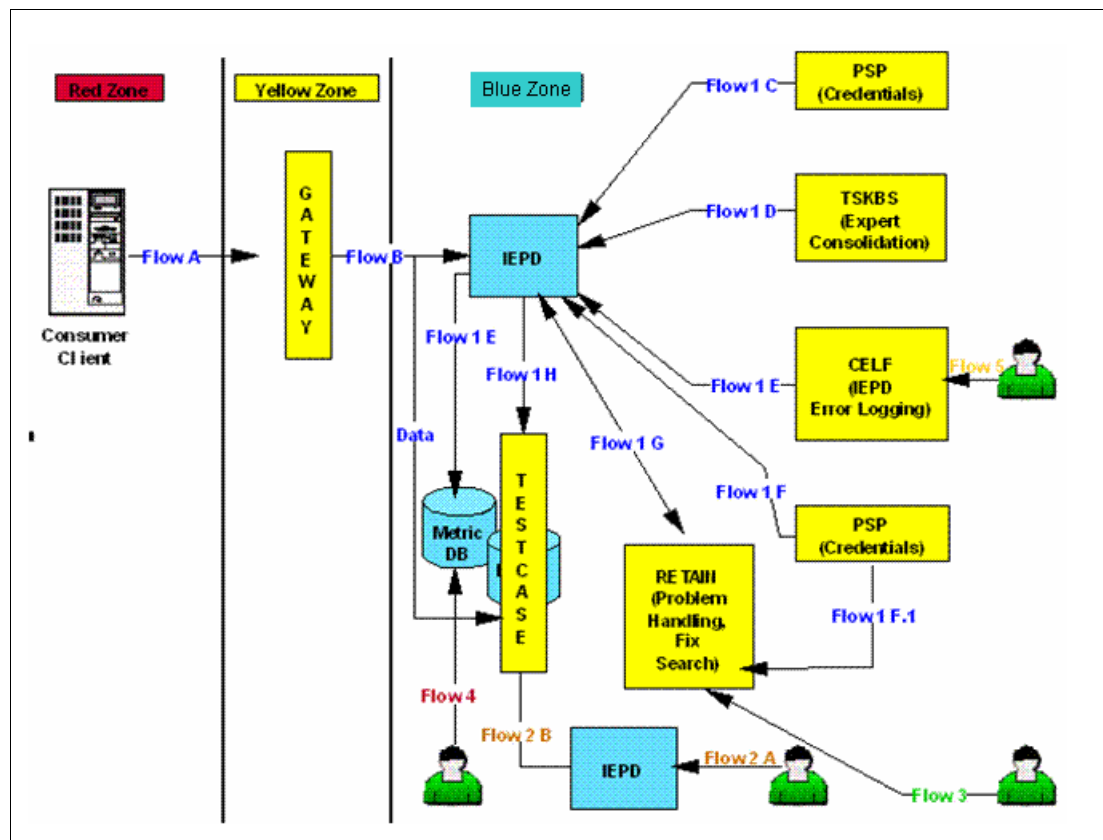 Red Zone
Yellow Zone
Blue Zone
PSP
(Credentials)
Flow 1 C
GATEWAY
TSKBS
(Expert
Consolidation)
Flow 1 D
Flow A
Flow B
IEPD
Consumer
Client
Flow 1 E
Flow 1 H
Flow 1 E
CELF
(IEPD
Error Logging)
Flow 5
Data
Flow 1 G
Flow 1 F
TESTCASE
Metric
DB
PSP
(Credentials)
RETAIN
(Problem
Handling,
Fix
Search)
Flow 1 F.1
Flow 4
Flow 2 B
IEPD
Flow 2 A
Flow 3